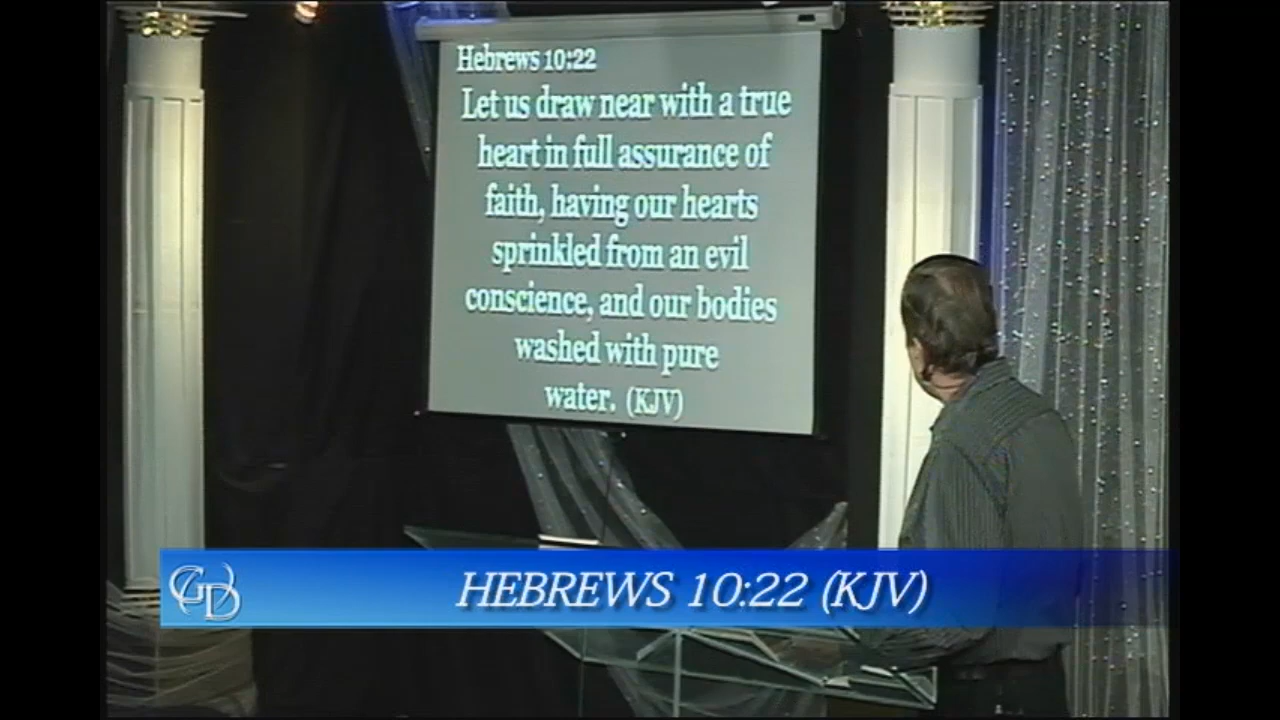 Hebrews 10:22
Let us draw near with a true
heart in full assurance of
faith, having our hearts
sprinkled from an evil
conscience, and our bodies
washed with pure
water. (KJV)
GD HEBREWS 10:22 (KJV)